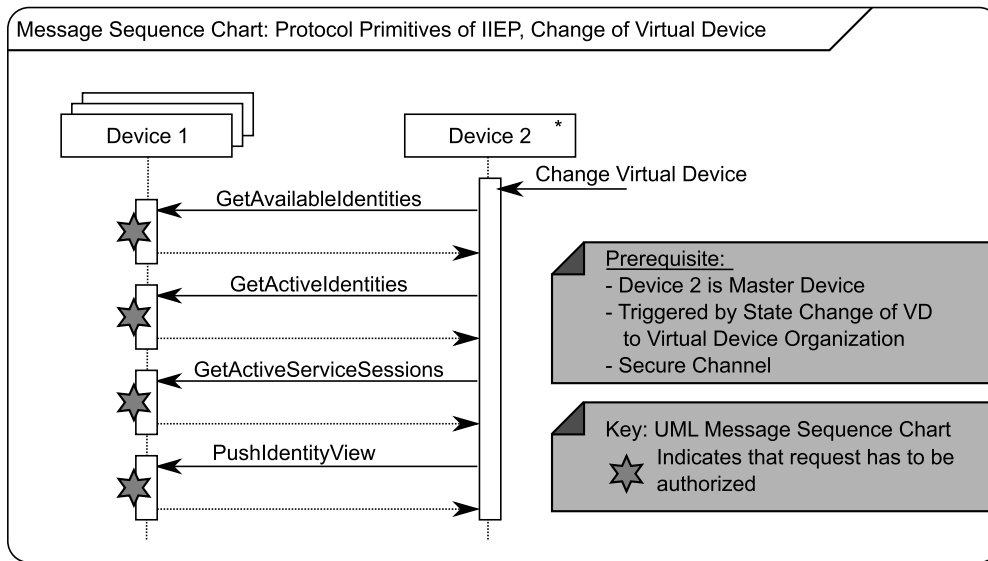 Message Sequence Chart: Protocol Primitives of IIEP, Change of Virtual Device
Device 1
Device 2 *
Change Virtual Device
GetAvailableIdentities
GetActiveIdentities
GetActiveServiceSessions
PushIdentityView
Prerequisite:
- Device 2 is Master Device
- Triggered by State Change of VD
to Virtual Device Organization
- Secure Channel
Key: UML Message Sequence Chart
Indicates that request has to be
authorized